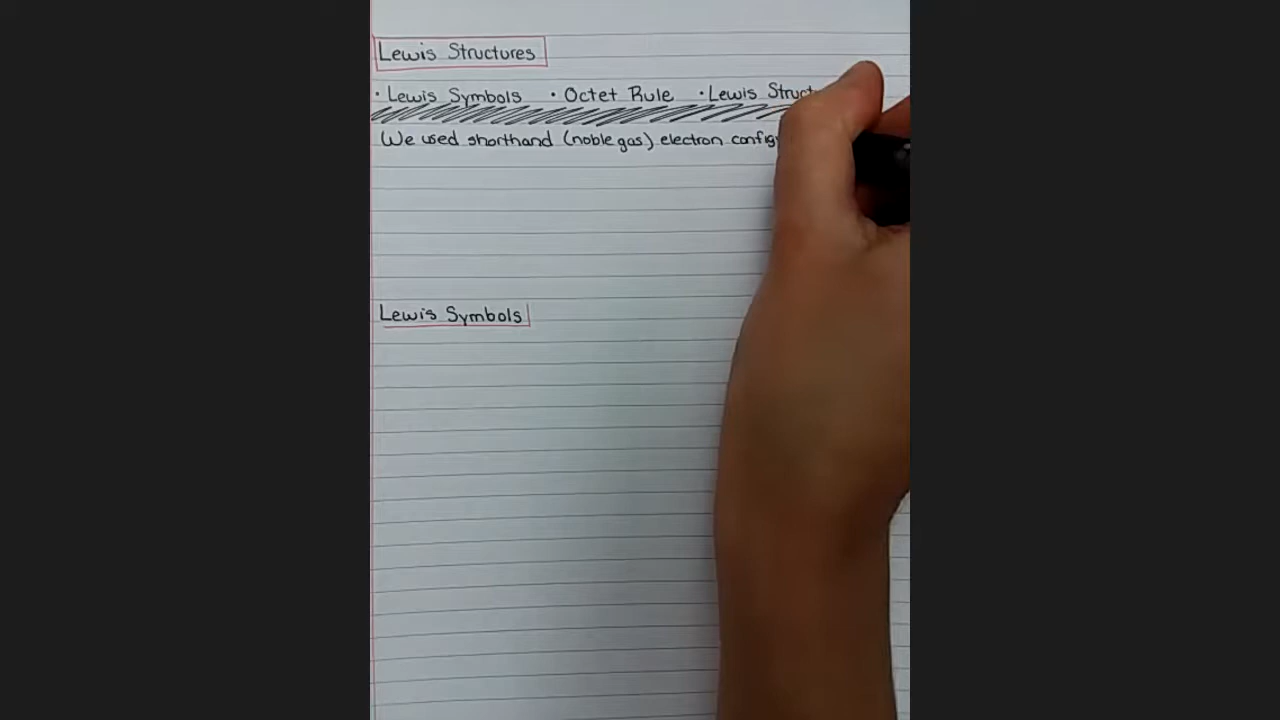 Lewis Structures
• Lewis Symbols • Octet Rule • Lewis Struct
We used shorthand (noble gas) electron config
Lewis Symbols